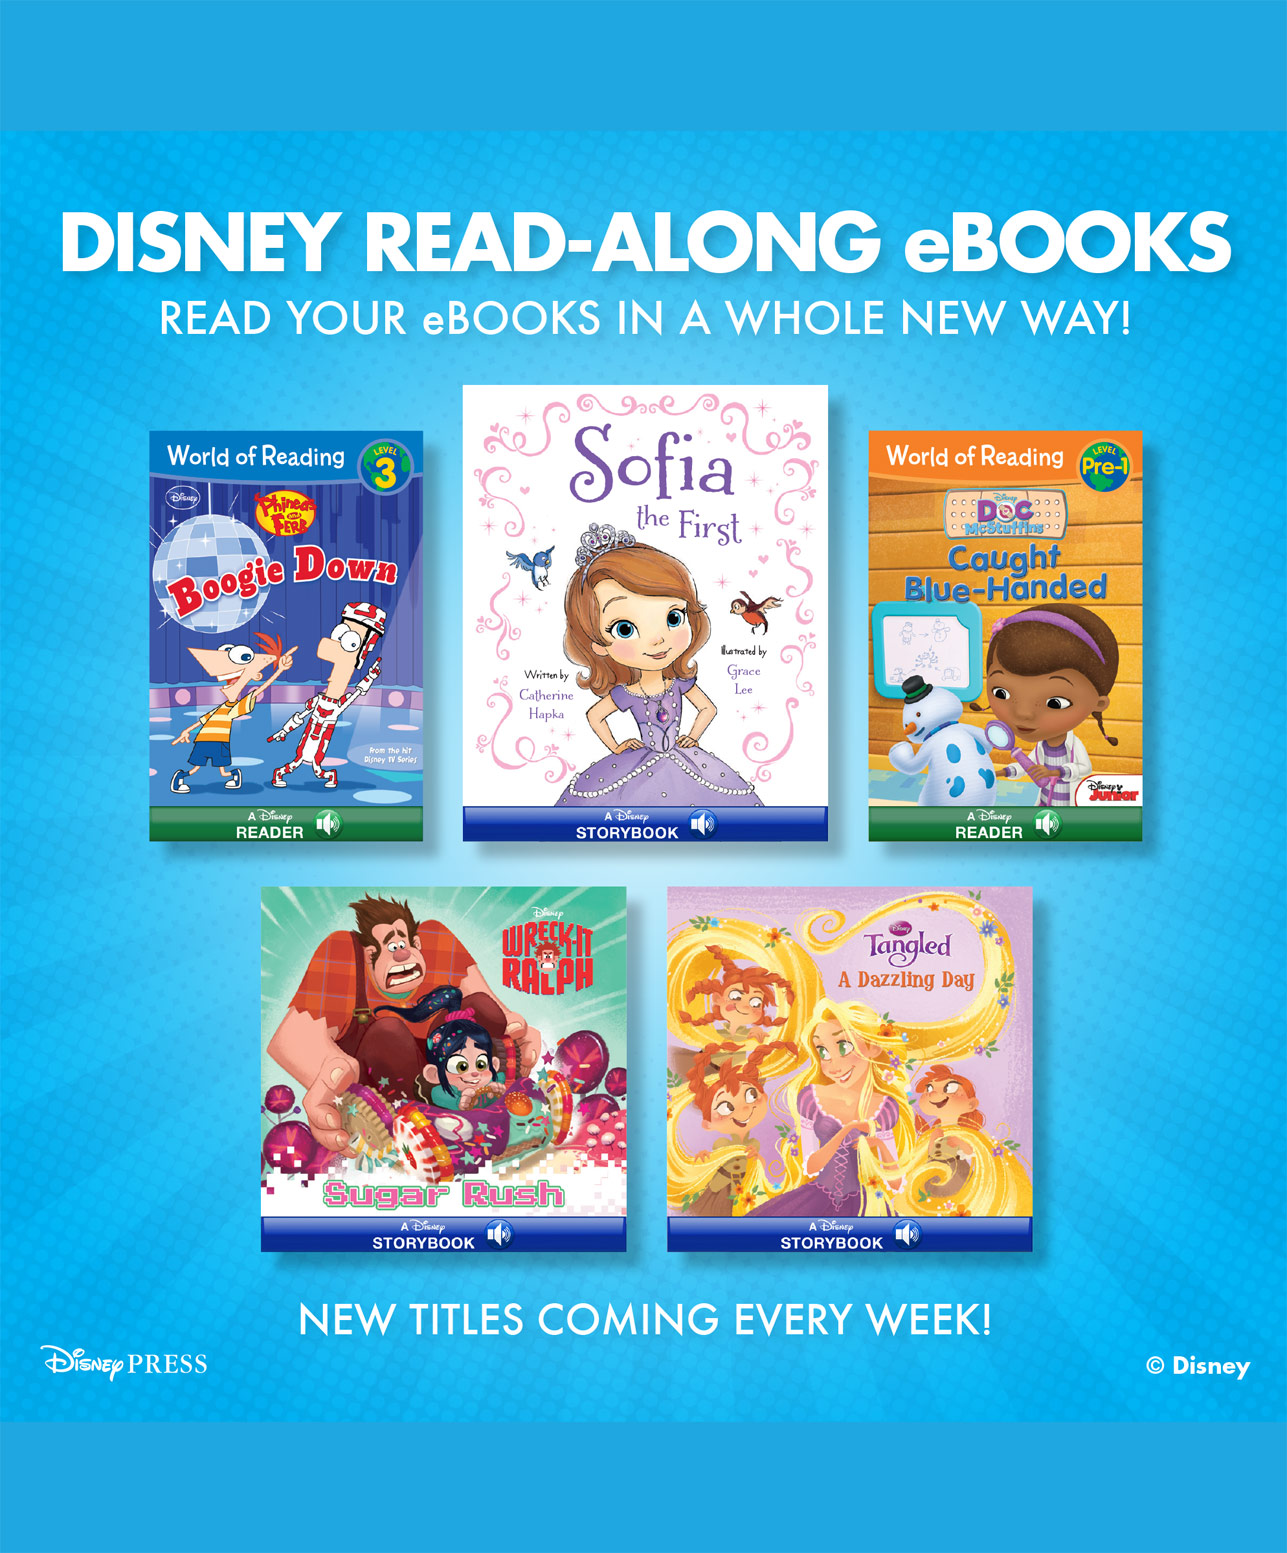 DISNEY READ-ALONG eBOOKS
READ YOUR eBOOKS IN A WHOLE NEW WAY!
World of Reading
LEVEL
3
Disney
Phineas
and
Ferb
Boogie Down
From the hit
Disney TV Series
A Disney
READER
Sofia
the First
Written by
Catherine
Hapka
Illustrated by
Grace
Lee
A Disney
STORYBOOK
World of Reading
LEVEL
Pre-1
Disney
DOC
McStuffins
Caught
Blue-Handed
Disney
Junior
A Disney
READER
Disney
WRECK-IT
RALPH
Sugar Rush
A Disney
STORYBOOK
Disney
Tangled
A Dazzling Day
A Disney
STORYBOOK
NEW TITLES COMING EVERY WEEK!
Disney PRESS
© Disney